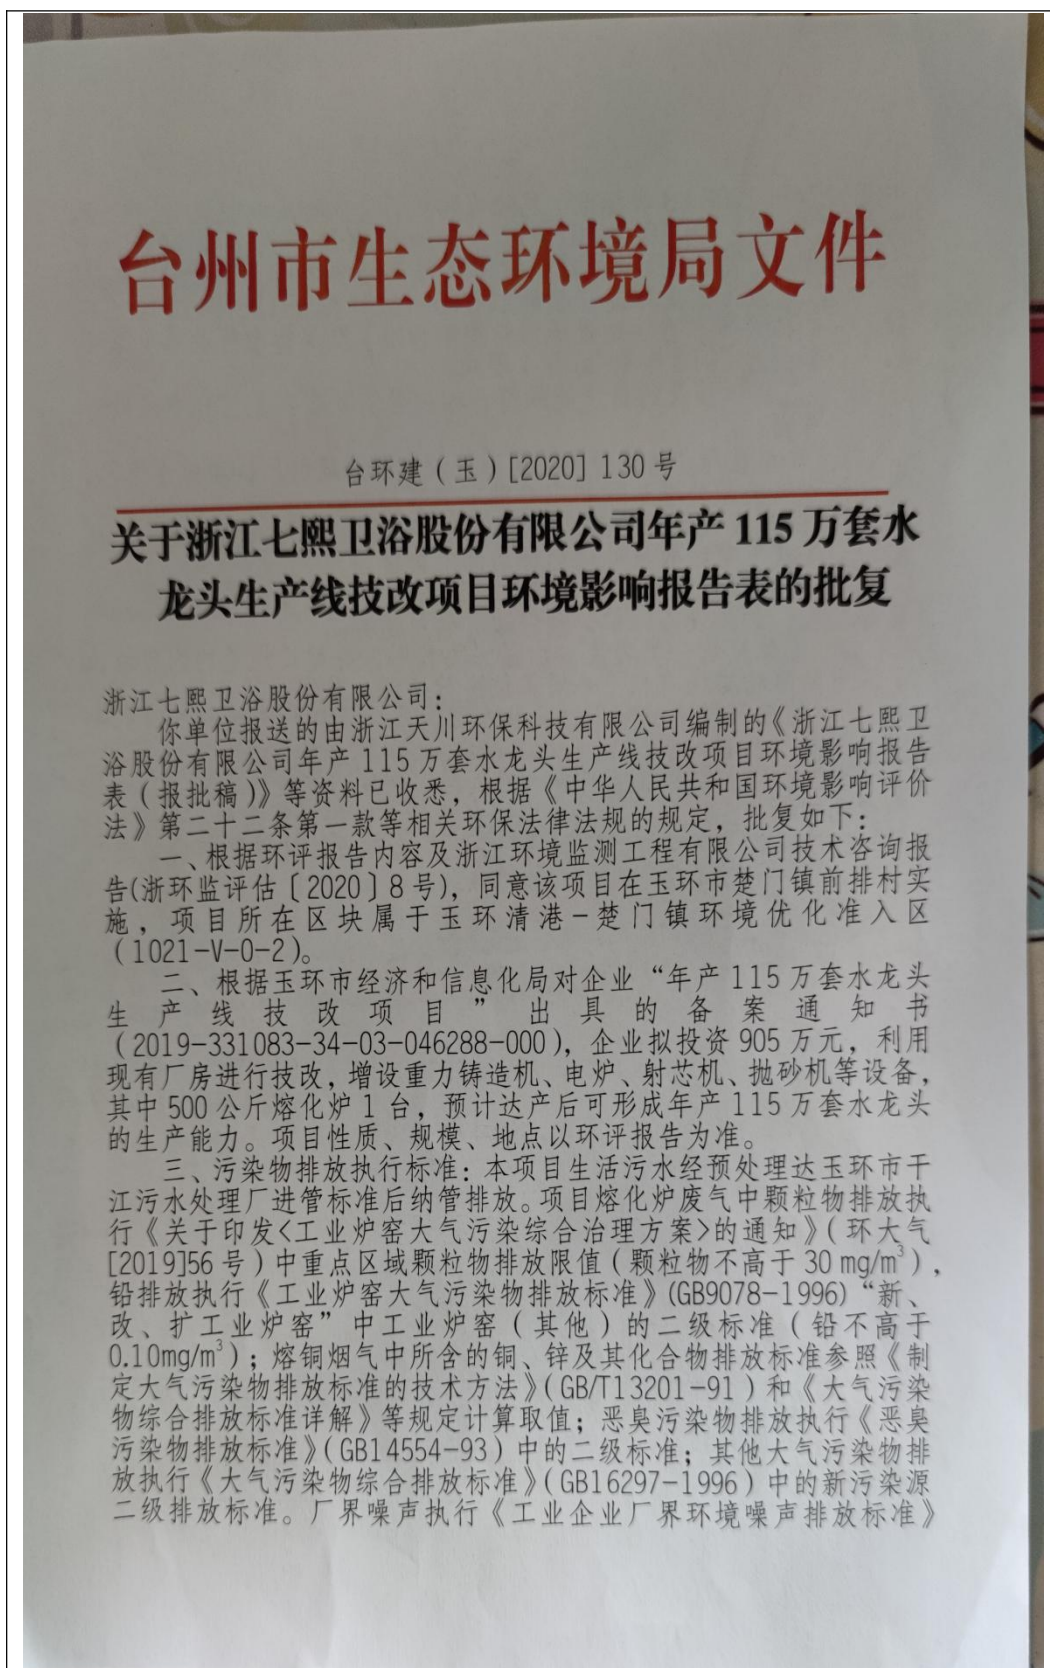 台州市生态环境局文件
台环建（玉）[2020] 130 号
关于浙江七熙卫浴股份有限公司年产 115 万套水
龙头生产线技改项目环境影响报告表的批复
浙江七熙卫浴股份有限公司：
你单位报送的由浙江天川环保科技有限公司编制的《浙江七熙卫
浴股份有限公司年产 115 万套水龙头生产线技改项目环境影响报告
表（报批稿）》等资料已收悉，根据《中华人民共和国环境影响评价
法》第二十二条第一款等相关环保法律法规的规定，批复如下：
一、根据环评报告内容及浙江环境监测工程有限公司技术咨询报
告(浙环监评估〔2020〕8 号)，同意该项目在玉环市楚门镇前排村实
施，项目所在区块属于玉环清港-楚门镇环境优化准入区
（1021-V-0-2）。
二、根据玉环市经济和信息化局对企业“年产 115 万套水龙头
生产线技改项目”出具的备案通知书
（2019-331083-34-03-046288-000），企业拟投资 905 万元，利用
现有厂房进行技改，增设重力铸造机、电炉、射芯机、抛砂机等设备，
其中 500 公斤熔化炉 1 台，预计达产后可形成年产 115 万套水龙头
的生产能力。项目性质、规模、地点以环评报告为准。
三、污染物排放执行标准：本项目生活污水经预处理达玉环市干
江污水处理厂进管标准后纳管排放。项目熔化炉废气中颗粒物排放执
行《关于印发<工业炉窑大气污染综合治理方案>的通知》（环大气
[2019]56 号）中重点区域颗粒物排放限值（颗粒物不高于 30 mg/m³），
铅排放执行《工业炉窑大气污染物排放标准》(GB9078-1996)“新、
改、扩工业炉窑”中工业炉窑（其他）的二级标准（铅不高于
0.10mg/m³）；熔铜烟气中所含的铜、锌及其化合物排放标准参照《制
定大气污染物排放标准的技术方法》（GB/T13201-91）和《大气污染
物综合排放标准详解》等规定计算取值；恶臭污染物排放执行《恶臭
污染物排放标准》（GB14554-93）中的二级标准；其他大气污染物排
放执行《大气污染物综合排放标准》（GB16297-1996）中的新污染源
二级排放标准。厂界噪声执行《工业企业厂界环境噪声排放标准》